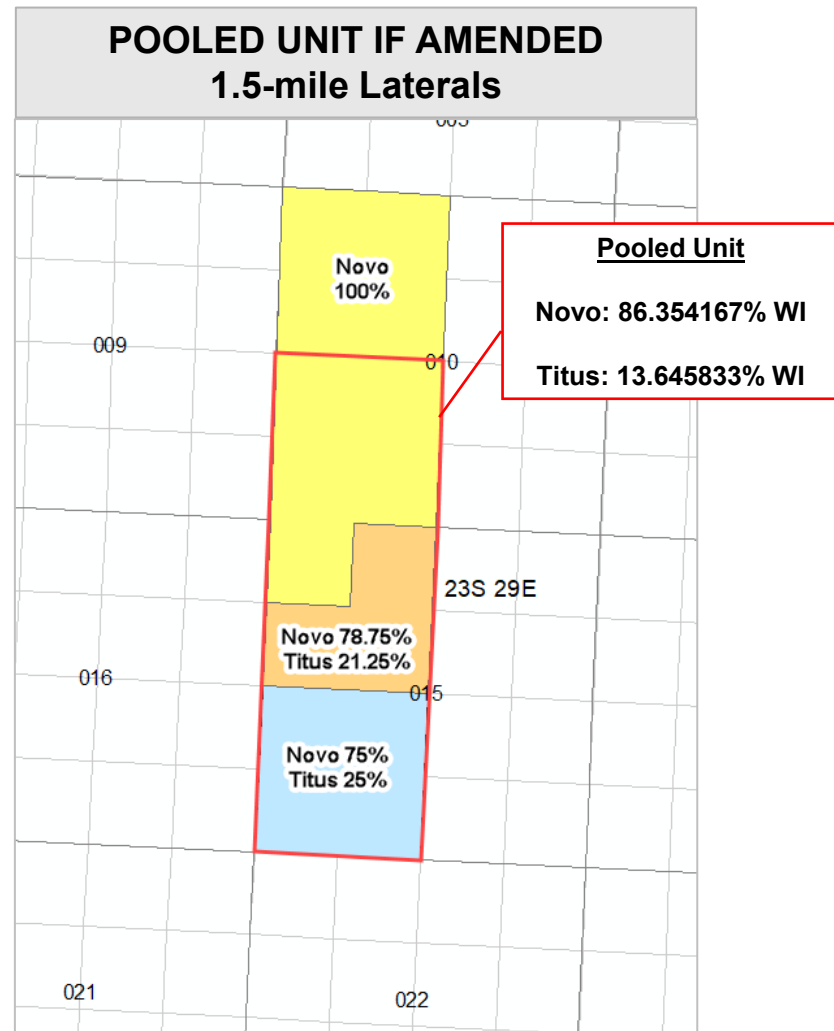 POOLED UNIT IF AMENDED
1.5-mile Laterals
Novo
100%
Pooled Unit
Novo: 86.354167% WI
Titus: 13.645833% WI
009
010
23S 29E
Novo 78.75%
Titus 21.25%
016
015
Novo 75%
Titus 25%
021
022